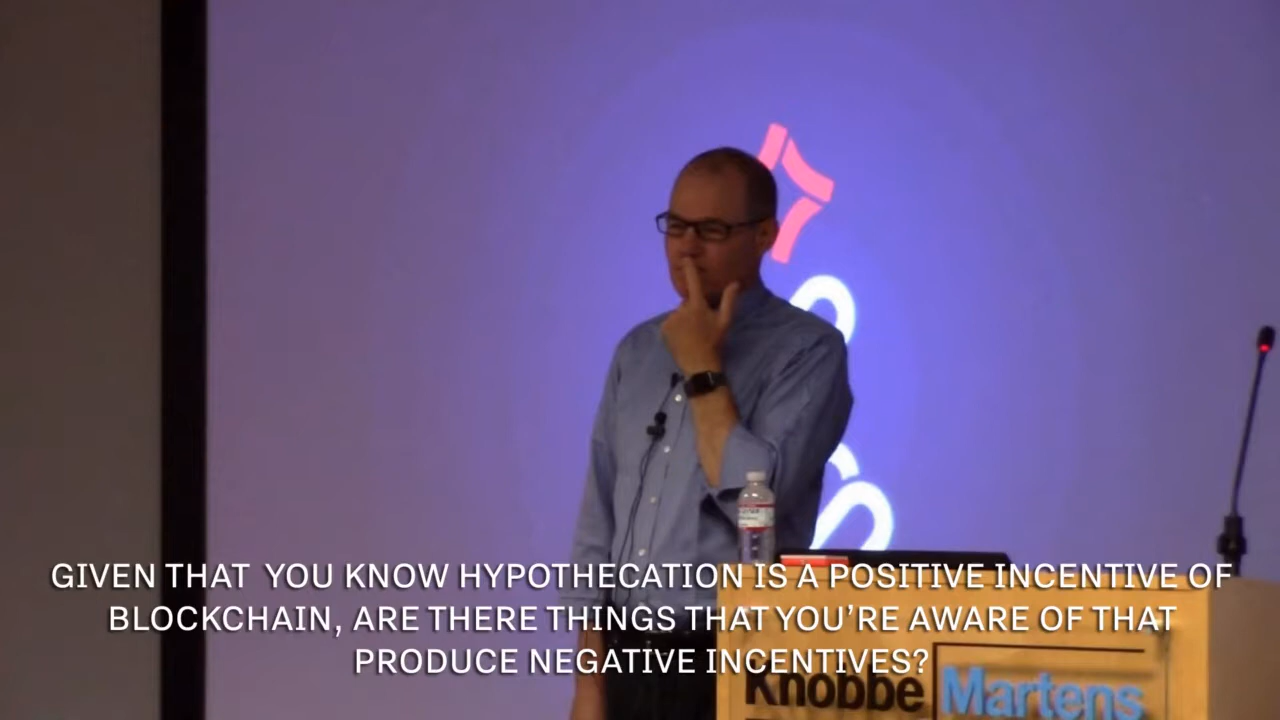 GIVEN THAT YOU KNOW HYPOTHECATION IS A POSITIVE INCENTIVE OF
BLOCKCHAIN, ARE THERE THINGS THAT YOU’RE AWARE OF THAT
PRODUCE NEGATIVE INCENTIVES?
Knobbe Martens